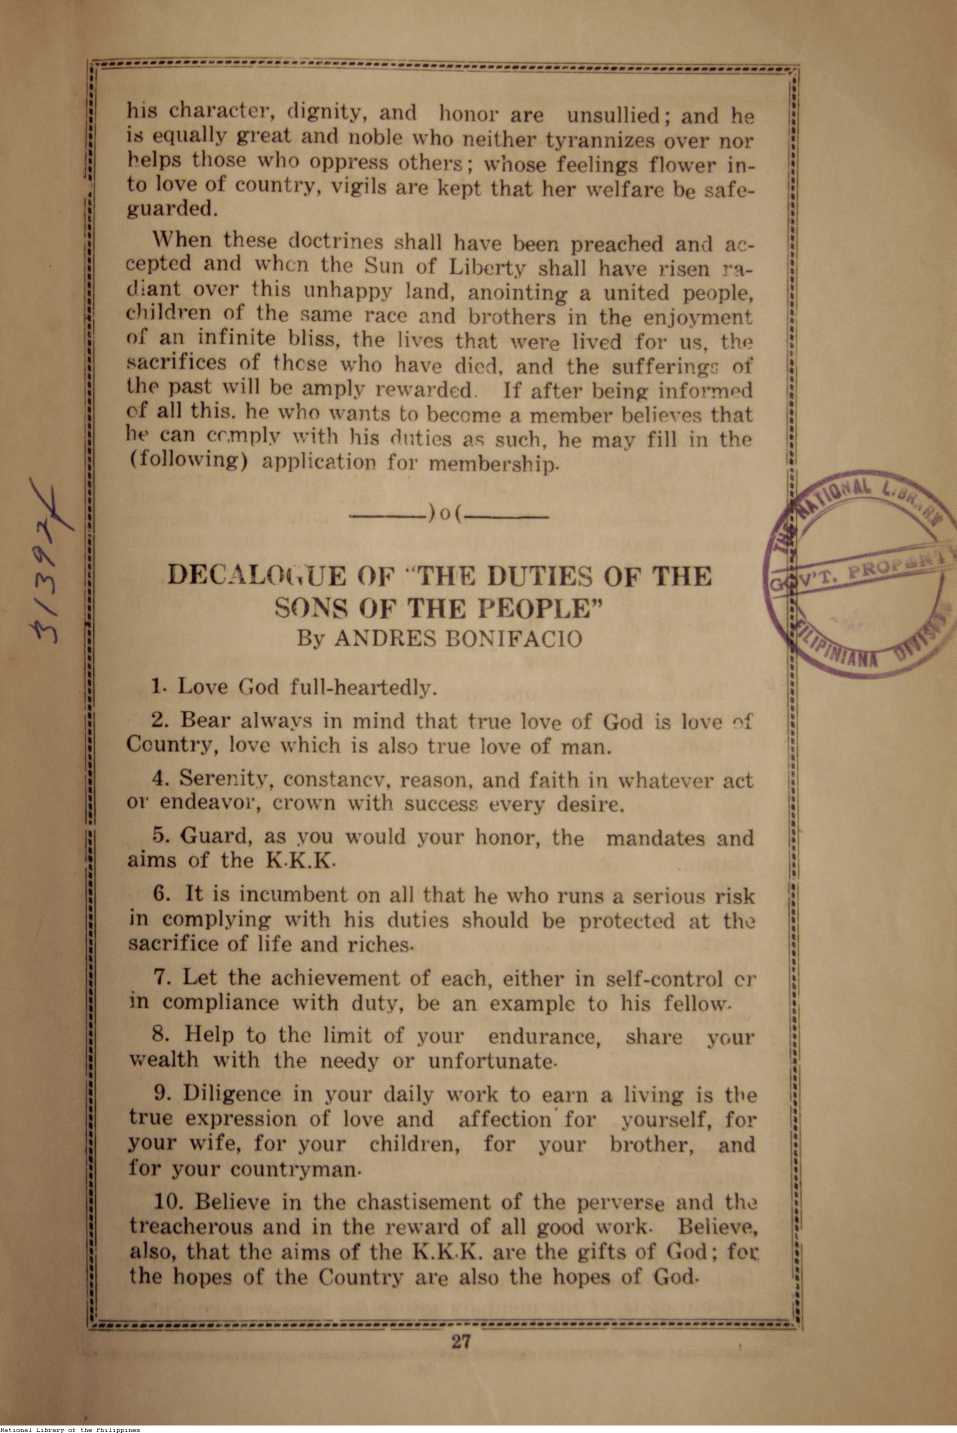 his character, dignity, and honor are unsullied; and he
is equally great and noble who neither tyrannizes over nor
helps those who oppress others; whose feelings flower in-
to love of country, vigils are kept that her welfare be safe-
guarded.
When these doctrines shall have been preached and ac-
cepted and when the Sun of Liberty shall have risen ra-
diant over this unhappy land, anointing a united people,
children of the same race and brothers in the enjoyment
of an infinite bliss, the lives that were lived for us, the
sacrifices of those who have died, and the sufferings of
the past will be amply rewarded. If after being informed
of all this, he who wants to become a member believes that
he can comply with his duties as such, he may fill in the
(following) application for membership.
)o(
DECALOGUE OF "THE DUTIES OF THE
SONS OF THE PEOPLE"
By ANDRES BONIFACIO
1. Love God full-heartedly.
2. Bear always in mind that true love of God is love of
Country, love which is also true love of man.
4. Serenity, constancy, reason, and faith in whatever act
or endeavor, crown with success every desire.
5. Guard, as you would your honor, the mandates and
aims of the K.K.K.
6. It is incumbent on all that he who runs a serious risk
in complying with his duties should be protected at the
sacrifice of life and riches.
7. Let the achievement of each, either in self-control or
in compliance with duty, be an example to his fellow.
8. Help to the limit of your endurance, share your
wealth with the needy or unfortunate.
9. Diligence in your daily work to earn a living is the
true expression of love and affection for yourself, for
your wife, for your children, for your brother, and
for your countryman.
10. Believe in the chastisement of the perverse and the
treacherous and in the reward of all good work. Believe,
also, that the aims of the K.K.K. are the gifts of God; for
the hopes of the Country are also the hopes of God.
27
THE NATIONAL LIBRARY
GOV'T. PROPERTY
FILIPINIANA DIVISION
National Library of the Philippines